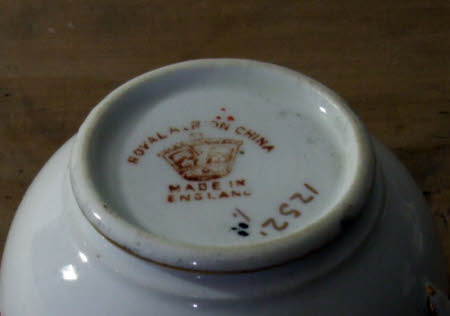 ROYAL ALBION CHINA
MADE IN
ENGLAND
1252